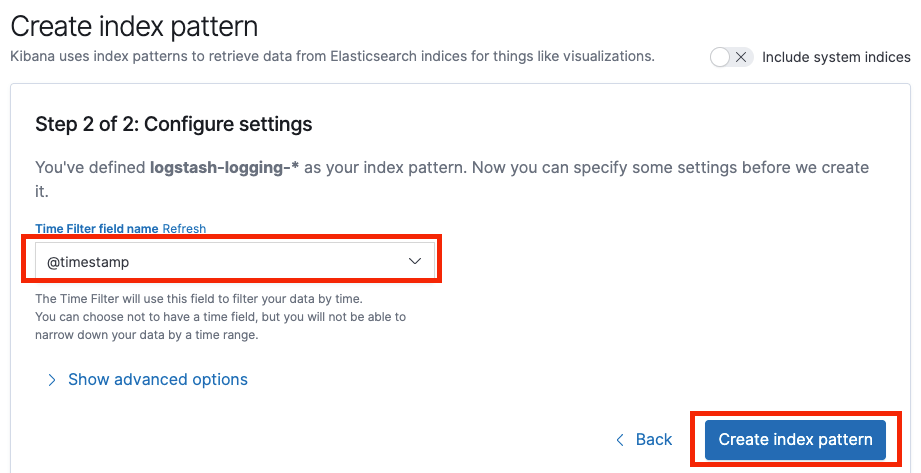 Create index pattern
Kibana uses index patterns to retrieve data from Elasticsearch indices for things like visualizations.
Include system indices
Step 2 of 2: Configure settings
You've defined logstash-logging-* as your index pattern. Now you can specify some settings before we create
it.
Time Filter field name Refresh
@timestamp
The Time Filter will use this field to filter your data by time.
You can choose not to have a time field, but you will not be able to
narrow down your data by a time range.
Show advanced options
Back
Create index pattern